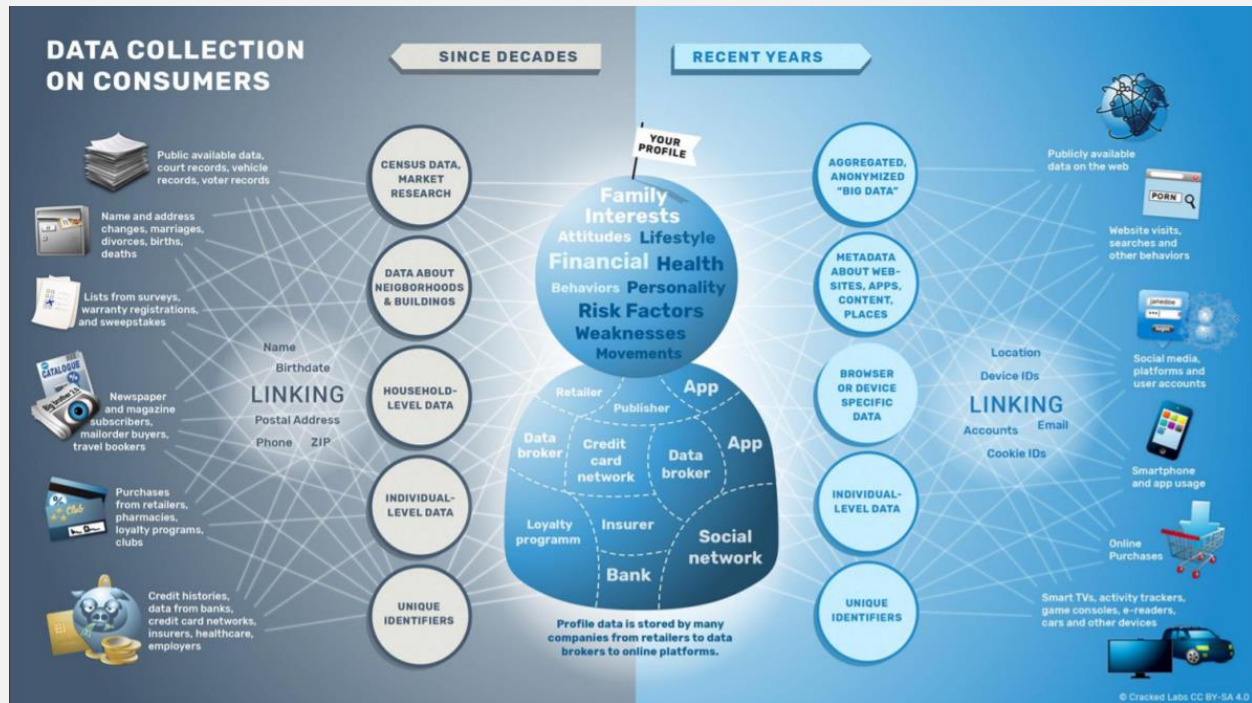 DATA COLLECTION
ON CONSUMERS
SINCE DECADES
RECENT YEARS
Public available data,
court records, vehicle
records, voter records
Name and address
changes, marriages,
divorces, births,
deaths
Lists from surveys,
warranty registrations,
and sweepstakes
CATALOGUE
%
Big brother 2.0
Newspaper
and magazine
subscribers,
mailorder buyers,
travel bookers
%
Club
Purchases
from retailers,
pharmacies,
loyalty programs,
clubs
Credit histories,
data from banks,
credit card networks,
insurers, healthcare,
employers
Name
Birthdate
LINKING
Postal Address
Phone ZIP
CENSUS DATA,
MARKET
RESEARCH
DATA ABOUT
NEIGBORHOODS
& BUILDINGS
HOUSEHOLD-
LEVEL DATA
INDIVIDUAL-
LEVEL DATA
UNIQUE
IDENTIFIERS
YOUR
PROFILE
Family
Interests
Attitudes Lifestyle
Financial Health
Behaviors Personality
Risk Factors
Weaknesses
Movements
Retailer
App
Publisher
Data
broker
Credit
card
network
Data
broker
App
Loyalty
programm
Insurer
Social
network
Bank
Profile data is stored by many
companies from retailers to data
brokers to online platforms.
AGGREGATED,
ANONYMIZED
"BIG DATA"
METADATA
ABOUT WEB-
SITES, APPS,
CONTENT,
PLACES
BROWSER
OR DEVICE
SPECIFIC
DATA
INDIVIDUAL-
LEVEL DATA
UNIQUE
IDENTIFIERS
Location
Device IDs
LINKING
Accounts Email
Cookie IDs
Publicly available
data on the web
PORN
Website visits,
searches and
other behaviors
janedoe
***
Social media,
platforms and
user accounts
Smartphone
and app usage
Online
Purchases
Smart TVs, activity trackers,
game consoles, e-readers,
cars and other devices
© Cracked Labs CC BY-SA 4.0